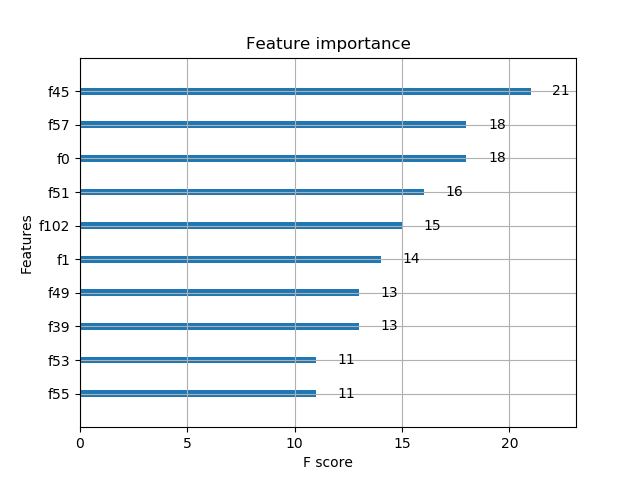 Feature importance
f45 21
f57 18
f0 18
f51 16
f102 15
f1 14
f49 13
f39 13
f53 11
f55 11
Features
0 5 10 15 20
F score